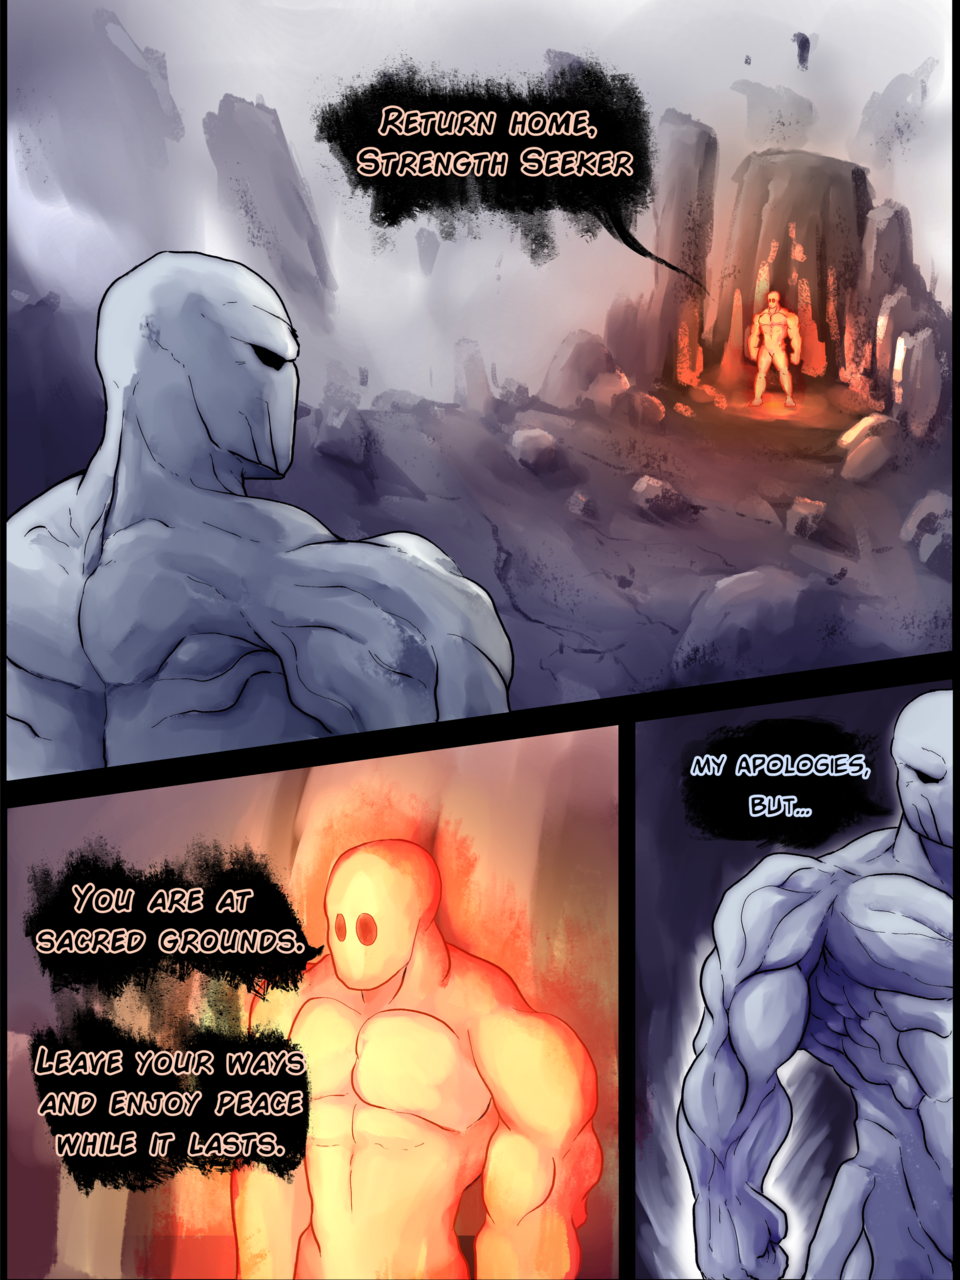 Return home,
Strength Seeker
You are at
sacred grounds.
Leave your ways
and enjoy peace
while it lasts.
my apologies,
but...